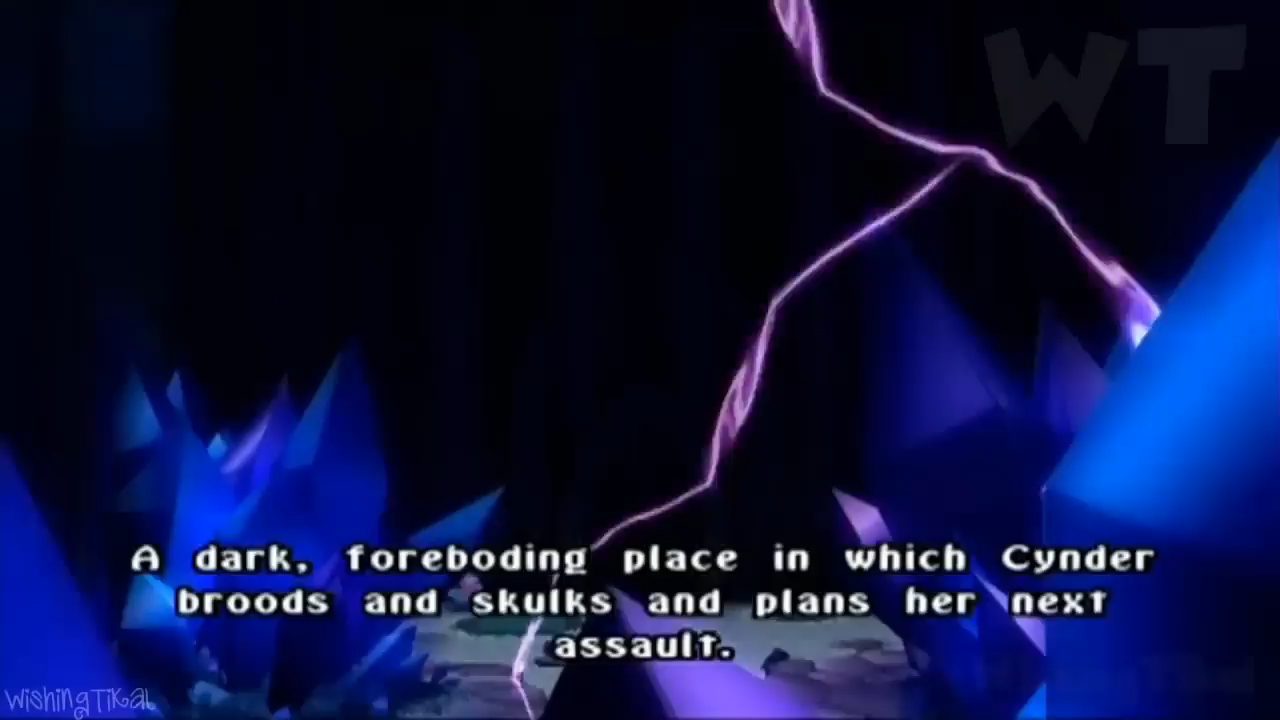 WT
A dark, foreboding place in which Cynder
broods and skulks and plans her next
assault.
WishingTikal